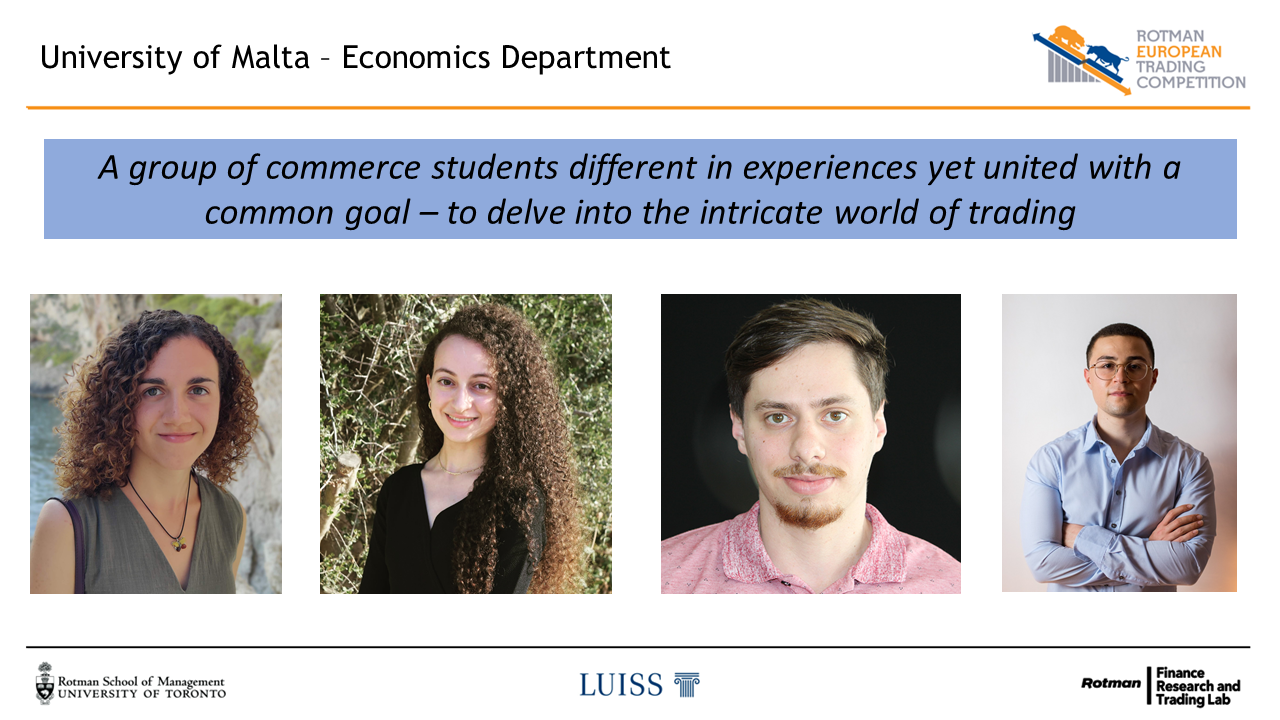 University of Malta – Economics Department
ROTMAN
EUROPEAN
TRADING
COMPETITION
A group of commerce students different in experiences yet united with a
common goal – to delve into the intricate world of trading
Rotman School of Management
UNIVERSITY OF TORONTO
LUISS
Rotman
Finance
Research and
Trading Lab